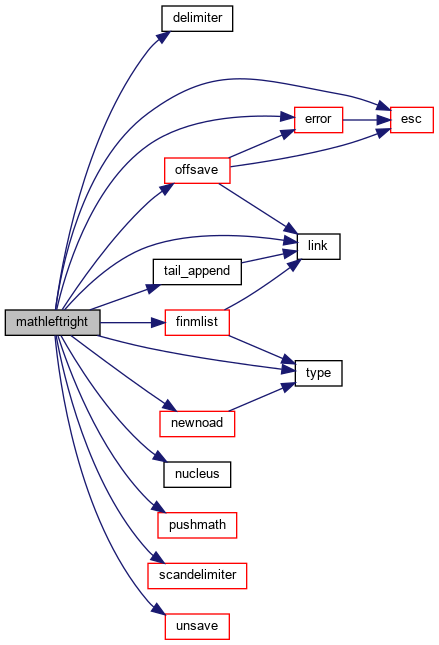 delimiter
error
esc
offsave
link
tail_append
mathleftright
finmlist
type
newnoad
nucleus
pushmath
scandelimiter
unsave